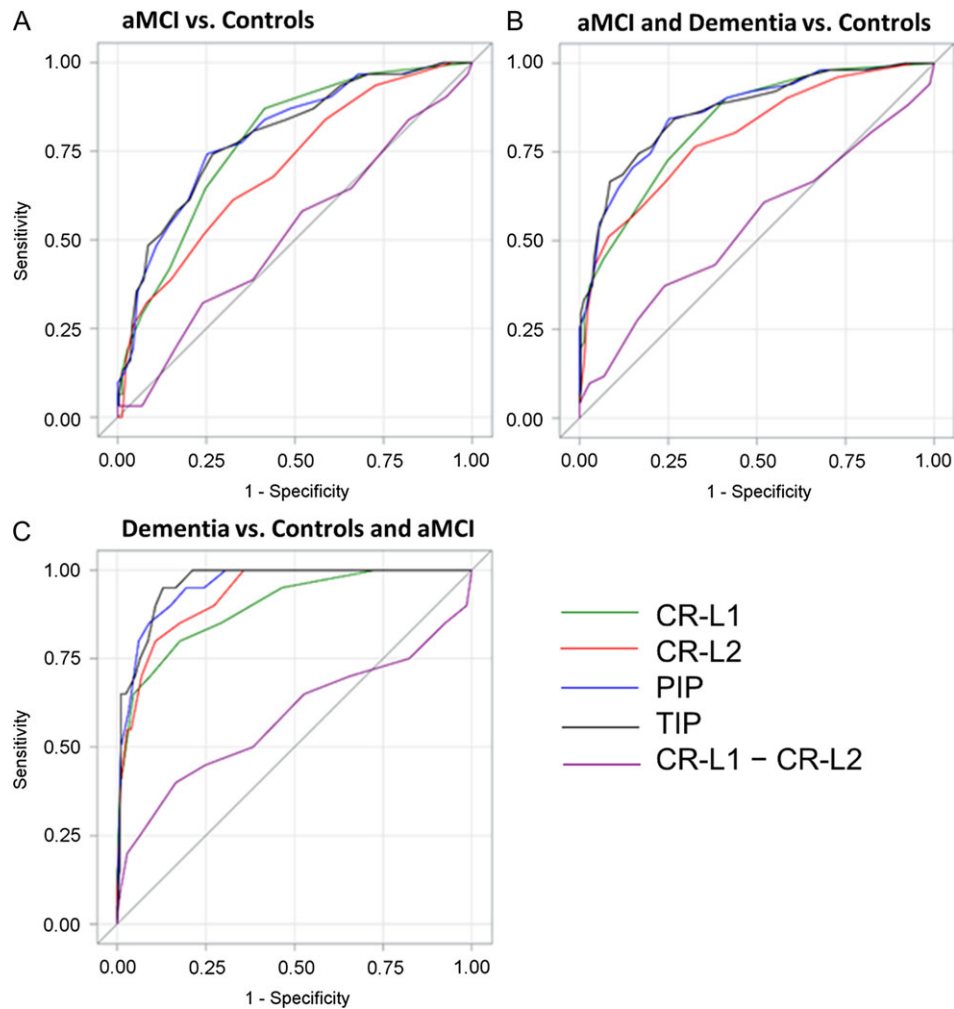 A
aMCI vs. Controls
1.00
0.75
0.50
0.25
0.00
Sensitivity
0.00 0.25 0.50 0.75 1.00
1 - Specificity
B
aMCI and Dementia vs. Controls
1.00
0.75
0.50
0.25
0.00
0.00 0.25 0.50 0.75 1.00
1 - Specificity
C
Dementia vs. Controls and aMCI
1.00
0.75
0.50
0.25
0.00
Sensitivity
0.00 0.25 0.50 0.75 1.00
1 - Specificity
CR-L1
CR-L2
PIP
TIP
CR-L1 − CR-L2